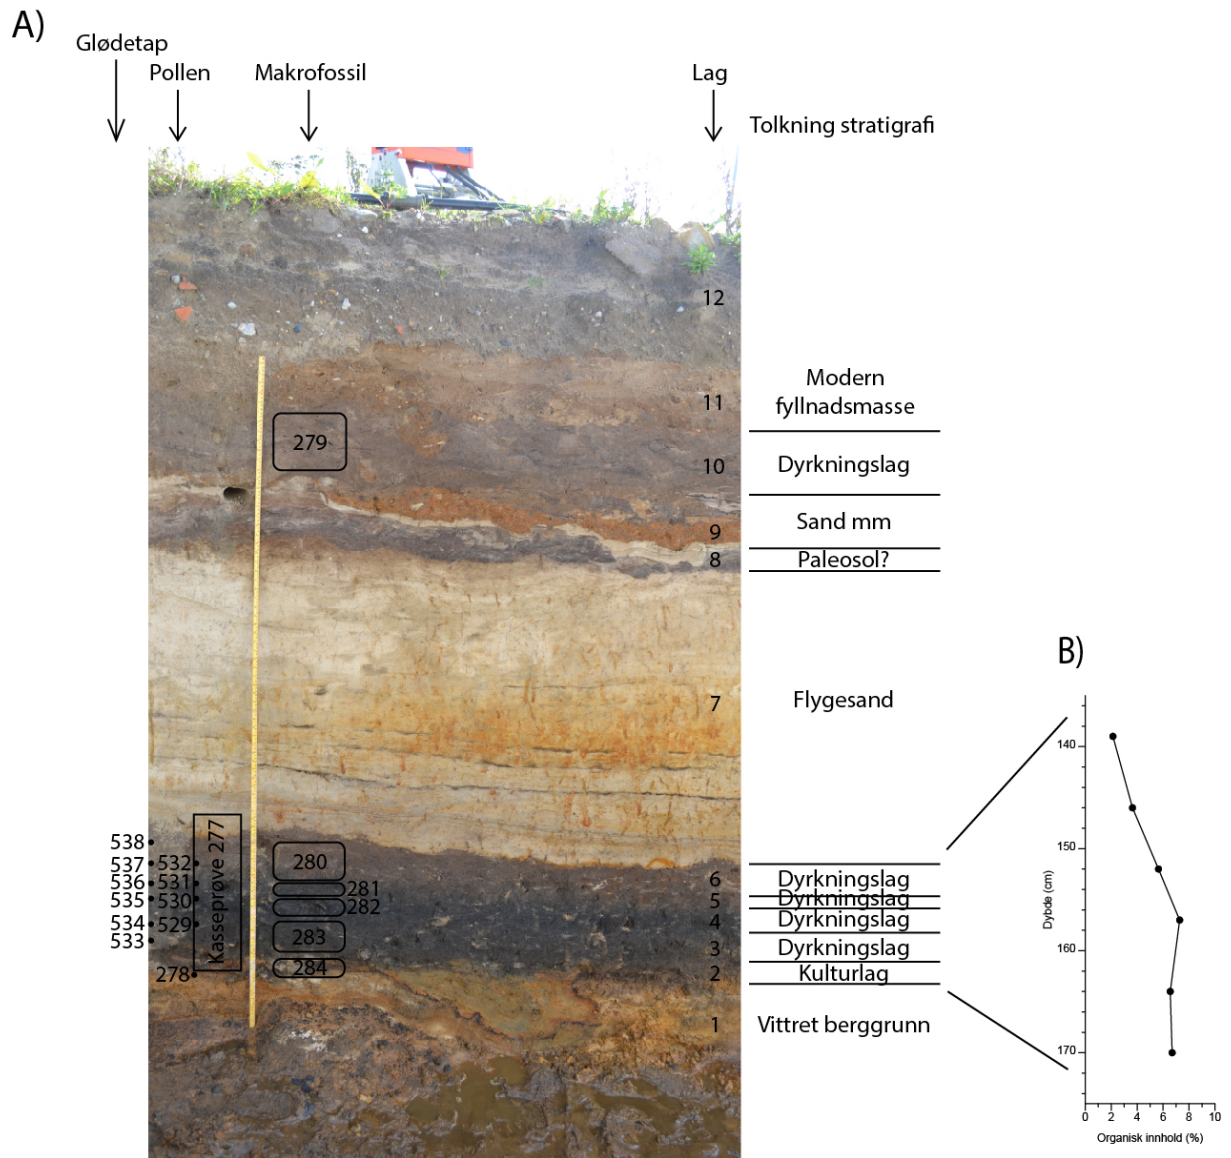 A)
Glødetap
Pollen
Makrofossil
Lag
Tolkning stratigrafi
12
11
Modern
fyllnadsmasse
279
10
Dyrkningslag
9
Sand mm
8
Paleosol?
7
Flygesand
538
537
536
535
534
533
532
531
530
529
278
Kasseprøve 277
280
281
282
283
284
6
Dyrkningslag
5
Dyrkningslag
4
Dyrkningslag
3
Dyrkningslag
2
Kulturlag
1
Vittret berggrunn
B)
140
150
160
170
Dybde (cm)
0 2 4 6 8 10
Organisk innhold (%)